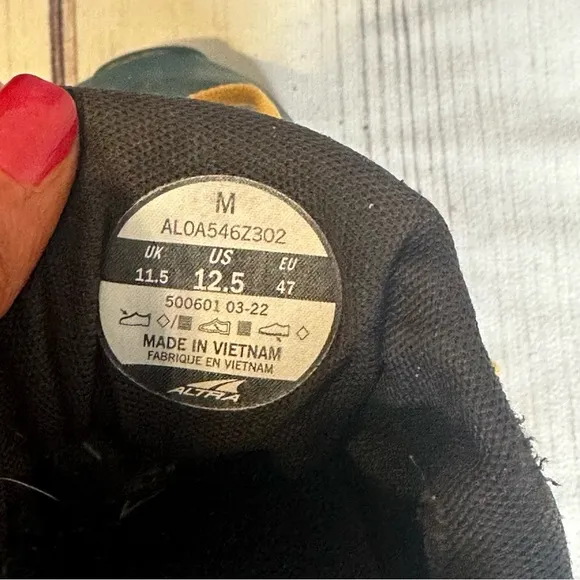 M
AL0A546Z302
UK US EU
11.5 12.5 47
500601 03-22
/
MADE IN VIETNAM
FABRIQUE EN VIETNAM
ALTRA